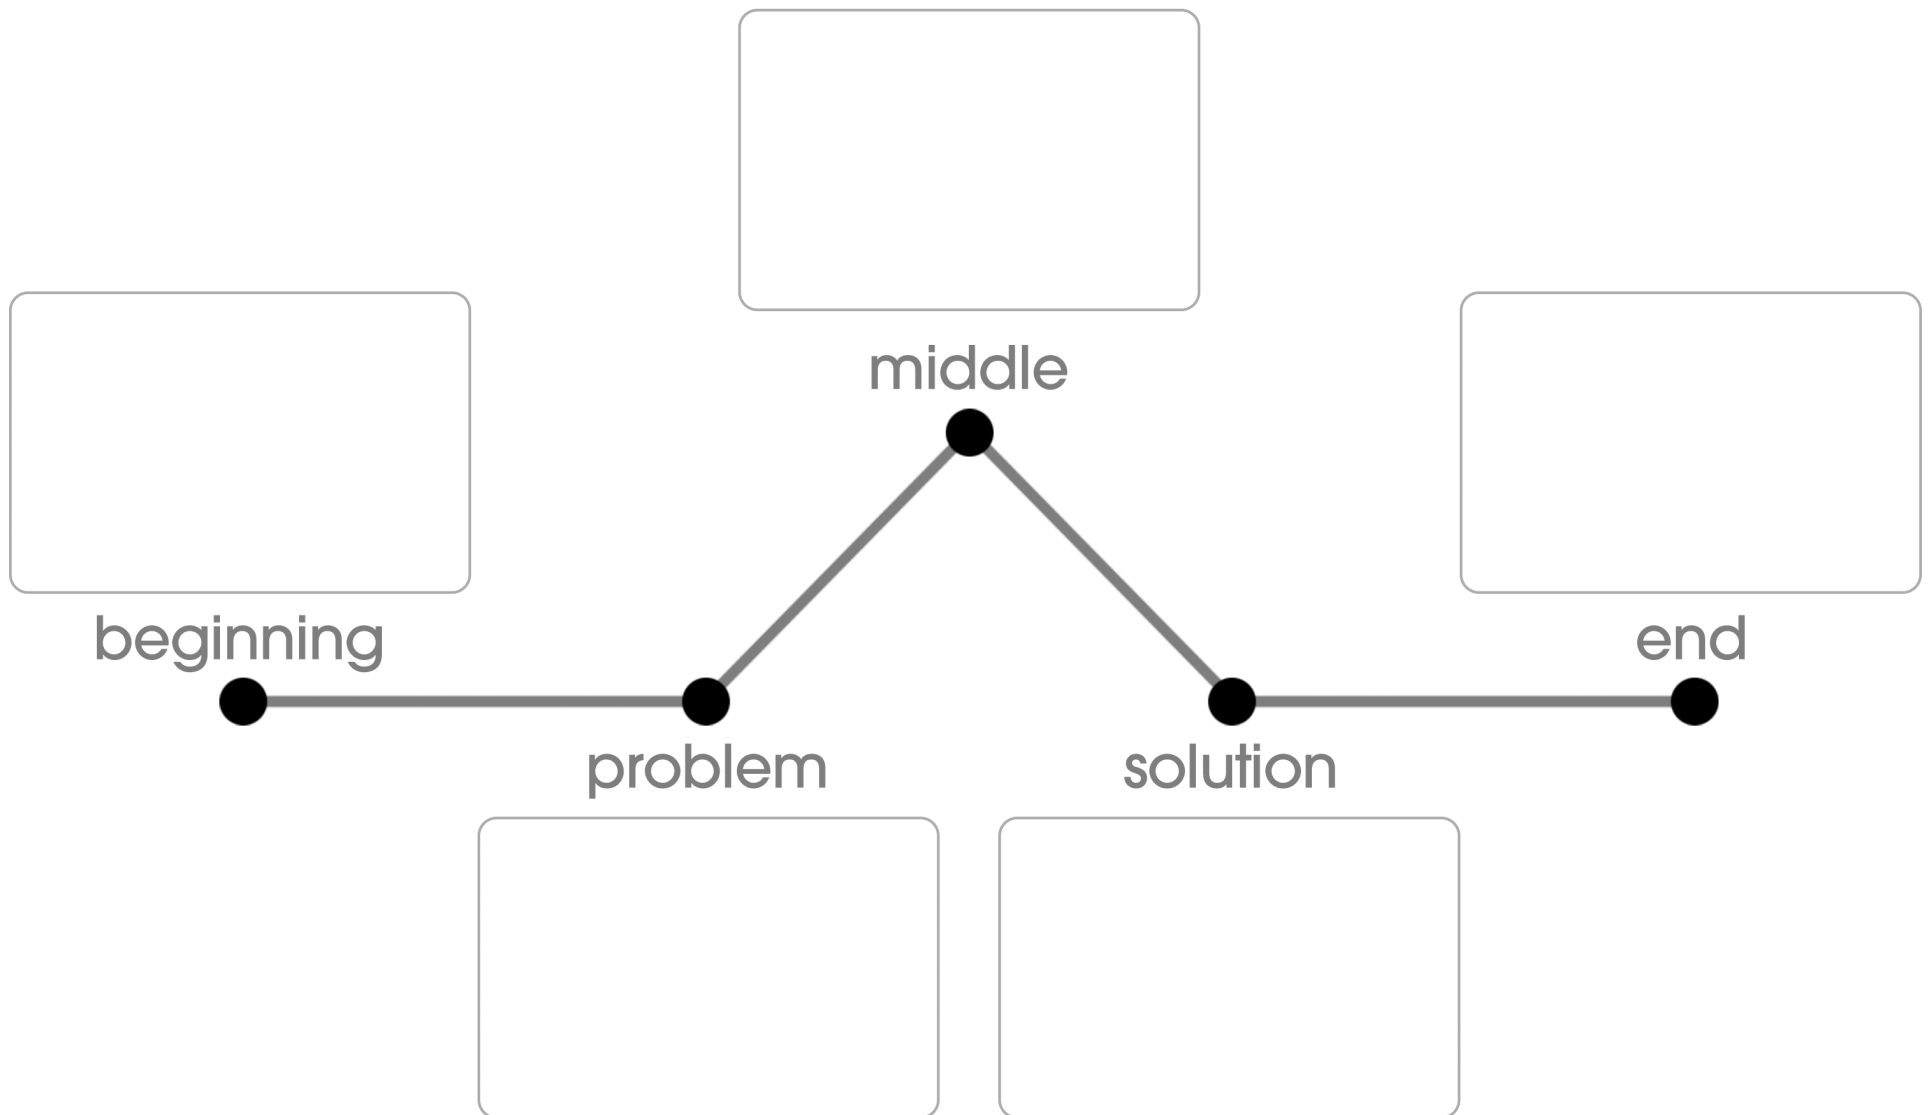 middle
beginning
end
problem
solution